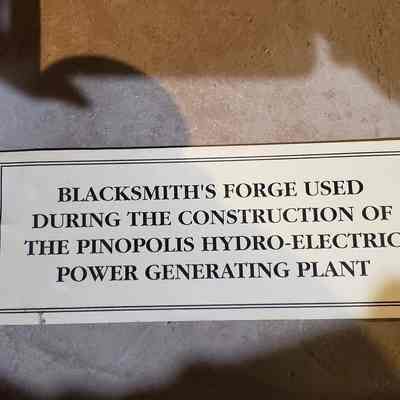 BLACKSMITH'S FORGE USED
DURING THE CONSTRUCTION OF
THE PINOPOLIS HYDRO-ELECTRIC
POWER GENERATING PLANT